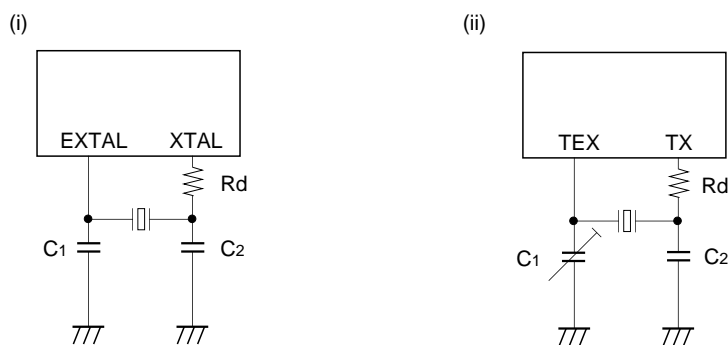 (i)
EXTAL XTAL
Rd
C1 C2
(ii)
TEX TX
Rd
C1 C2